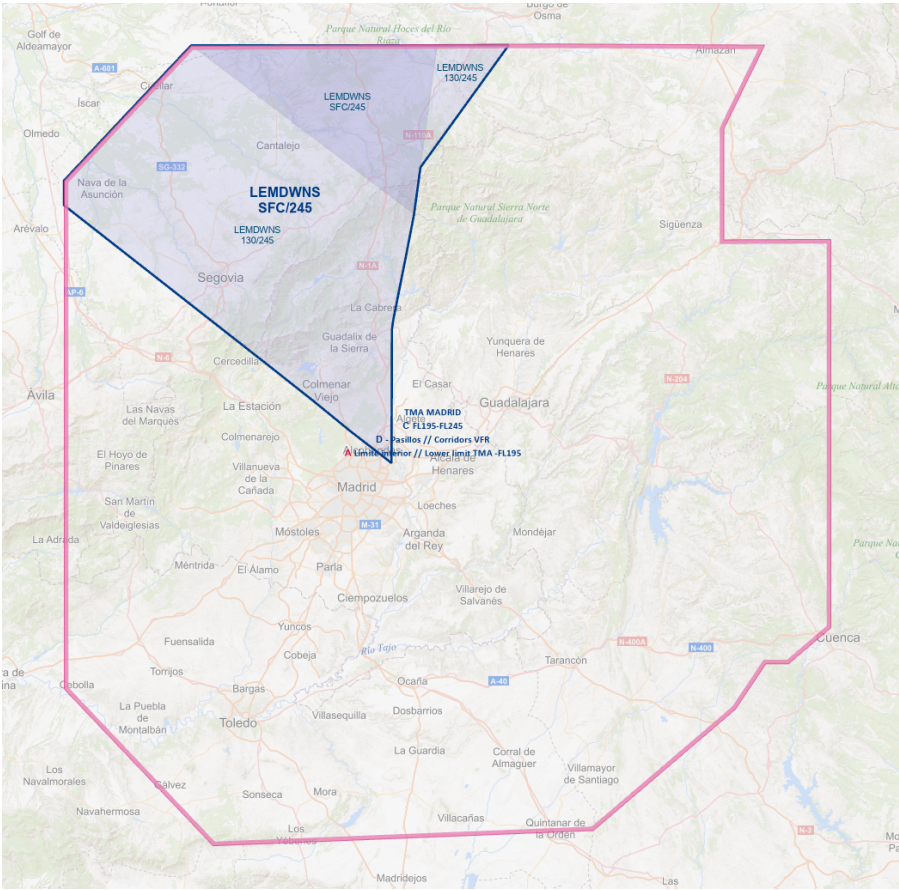 Burgo de
Osma
Golf de
Aldeamayor
Parque Natural Hoces del Río
Riaza
Almazán
A-601
LEMDWNS
130/245
Cuéllar
LEMDWNS
SFC/245
Íscar
Olmedo
N-110A
Cantalejo
SG-332
Nava de la
Asunción
LEMDWNS
SFC/245
Parque Natural Sierra Norte
de Guadalajara
Arévalo
LEMDWNS
130/245
Sigüenza
N-1A
Segovia
AP-6
La Cabrera
Guadalix de
la Sierra
Yunquera de
Henares
N-6
Cercedilla
N-204
Ávila
Colmenar
Viejo
El Casar
Parque Natural Alto
Las Navas
del Marqués
La Estación
Guadalajara
TMA MADRID
Algete
C FL195-FL245
Colmenarejo
D - Pasillos // Corridors VFR
Alcobendas
A Límite inferior // Lower limit TMA -FL195
El Hoyo de
Pinares
Villanueva
de la
Cañada
Alcalá de
Henares
Madrid
San Martín
de
Valdeiglesias
Loeches
M-31
La Adrada
Móstoles
Arganda
del Rey
Mondéjar
Parque Na
Méntrida
El Álamo
Parla
Ciempozuelos
Villarejo de
Salvanés
Yuncos
Fuensalida
N-400A
N-400
Cuenca
Río Tajo
Cobeja
Tarancón
Torrijos
Cebolla
Bargas
Ocaña
A-40
La Puebla
de
Montalbán
Toledo
Villasequilla
Dosbarrios
La Guardia
Corral de
Almaguer
Los
Navalmorales
Gálvez
Villamayor
de Santiago
Sonseca
Mora
Navahermosa
Villacañas
Quintanar de
la Orden
N-3
Los
Yébenes
Madridejos
Las